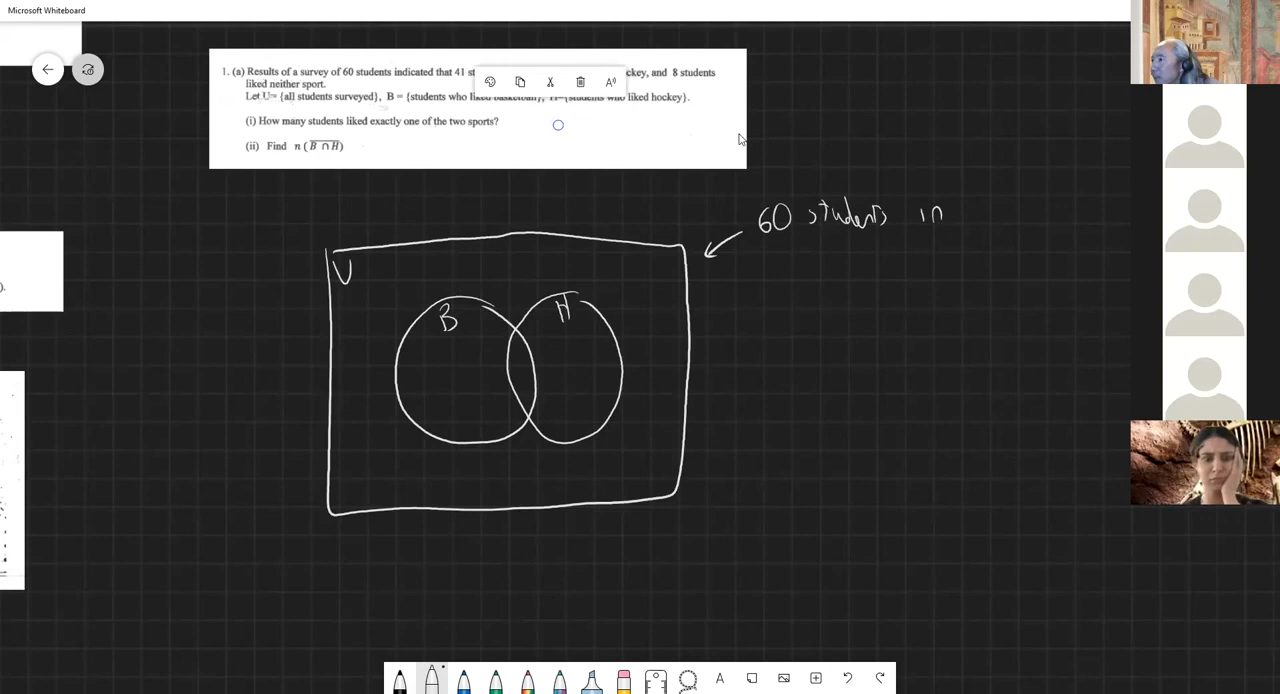 Microsoft Whiteboard
1. (a) Results of a survey of 60 students indicated that 41 ckey, and 8 students
liked neither sport.
Let U= {all students surveyed}, B = {students who liked basketball}, H={students who liked hockey}.
(i) How many students liked exactly one of the two sports?
(ii) Find n ( B̅ ∩ H̅ )
60 students in
U
B
H
).